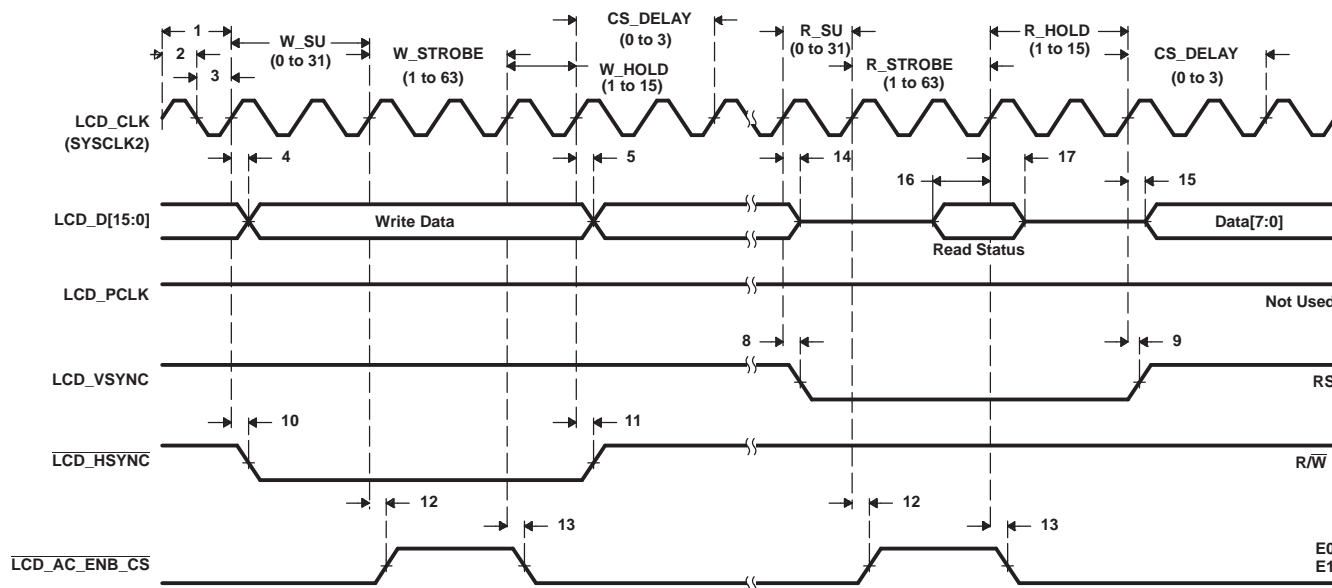 1
2
3
W_SU
(0 to 31)
W_STROBE
(1 to 63)
CS_DELAY
(0 to 3)
W_HOLD
(1 to 15)
R_SU
(0 to 31)
R_STROBE
(1 to 63)
R_HOLD
(1 to 15)
CS_DELAY
(0 to 3)
LCD_CLK
(SYSCLK2)
4
5
14
16
17
15
LCD_D[15:0]
Write Data
Read Status
Data[7:0]
LCD_PCLK
Not Used
8
9
LCD_VSYNC
RS
10
11
LCD_HSYNC
R/W
12
13
12
13
LCD_AC_ENB_CS
E0
E1